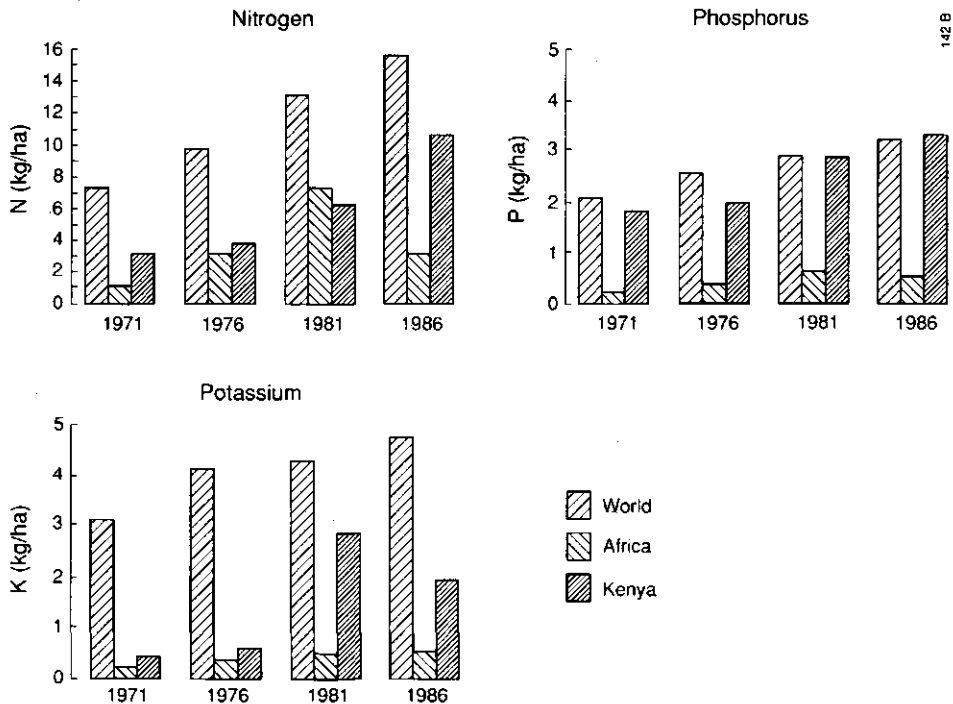 Nitrogen
N (kg/ha)
16
14
12
10
8
6
4
2
0
1971 1976 1981 1986
Phosphorus
142 B
P (kg/ha)
5
4
3
2
1
0
1971 1976 1981 1986
Potassium
K (kg/ha)
5
4
3
2
1
0
1971 1976 1981 1986
World
Africa
Kenya